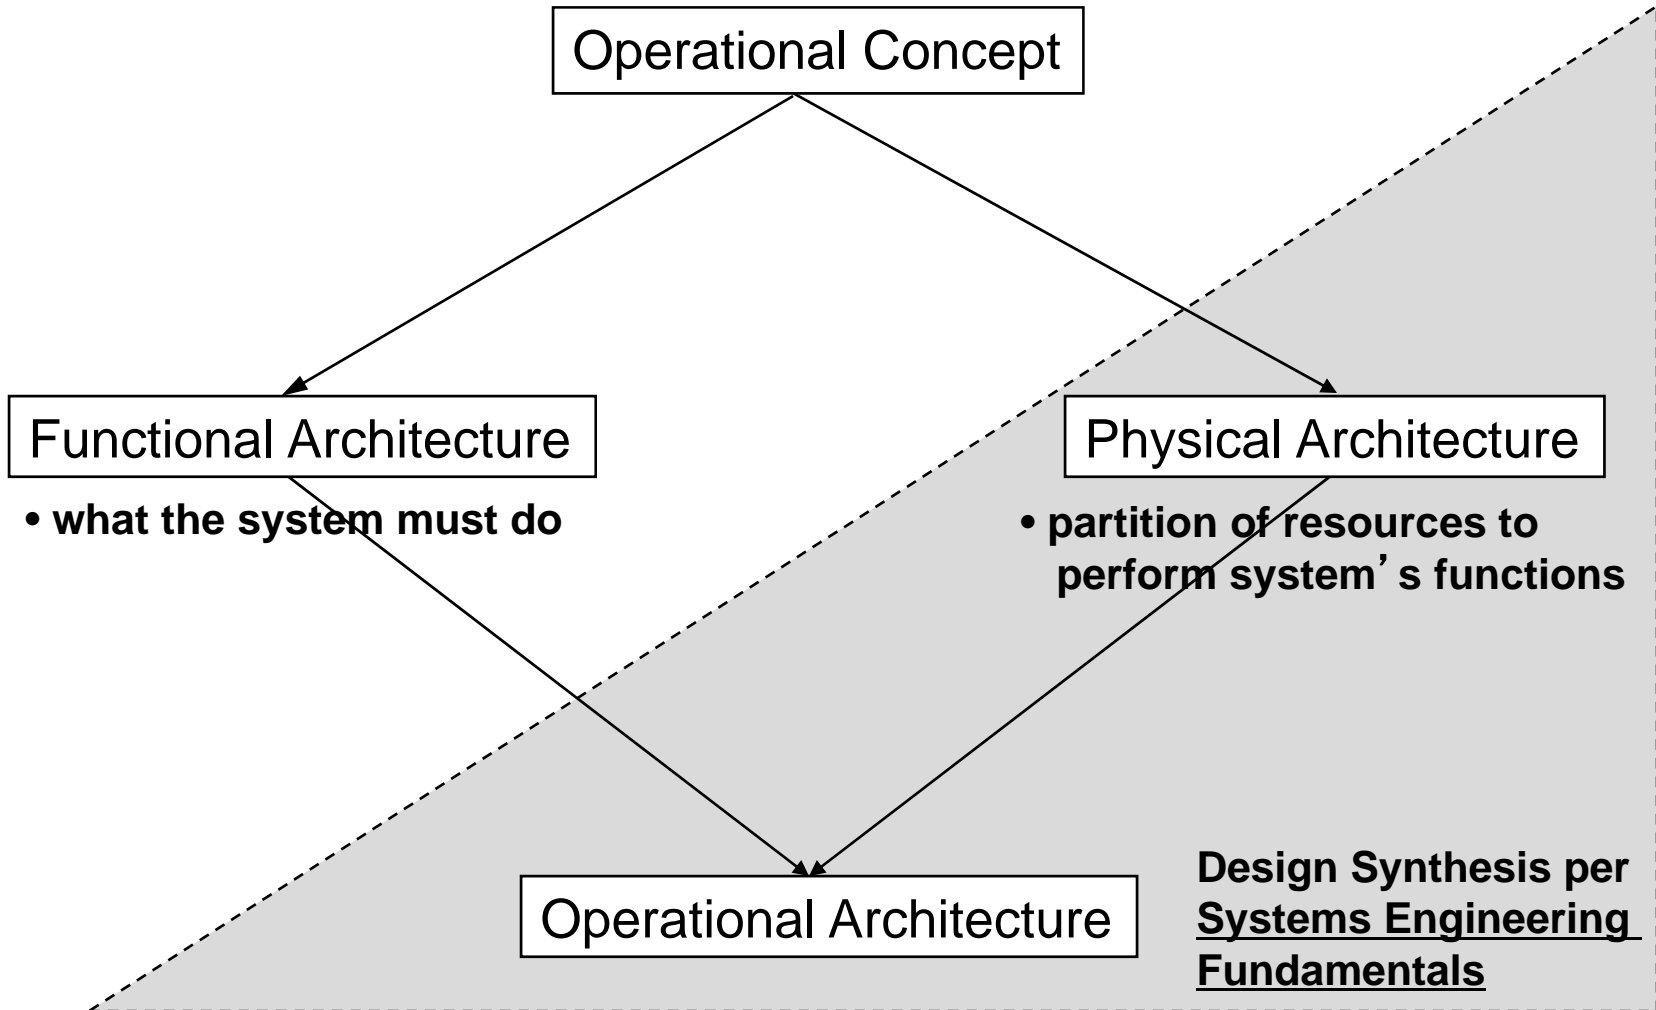 Operational Concept
Functional Architecture
• what the system must do
Physical Architecture
• partition of resources to
perform system’s functions
Operational Architecture
Design Synthesis per
Systems Engineering
Fundamentals